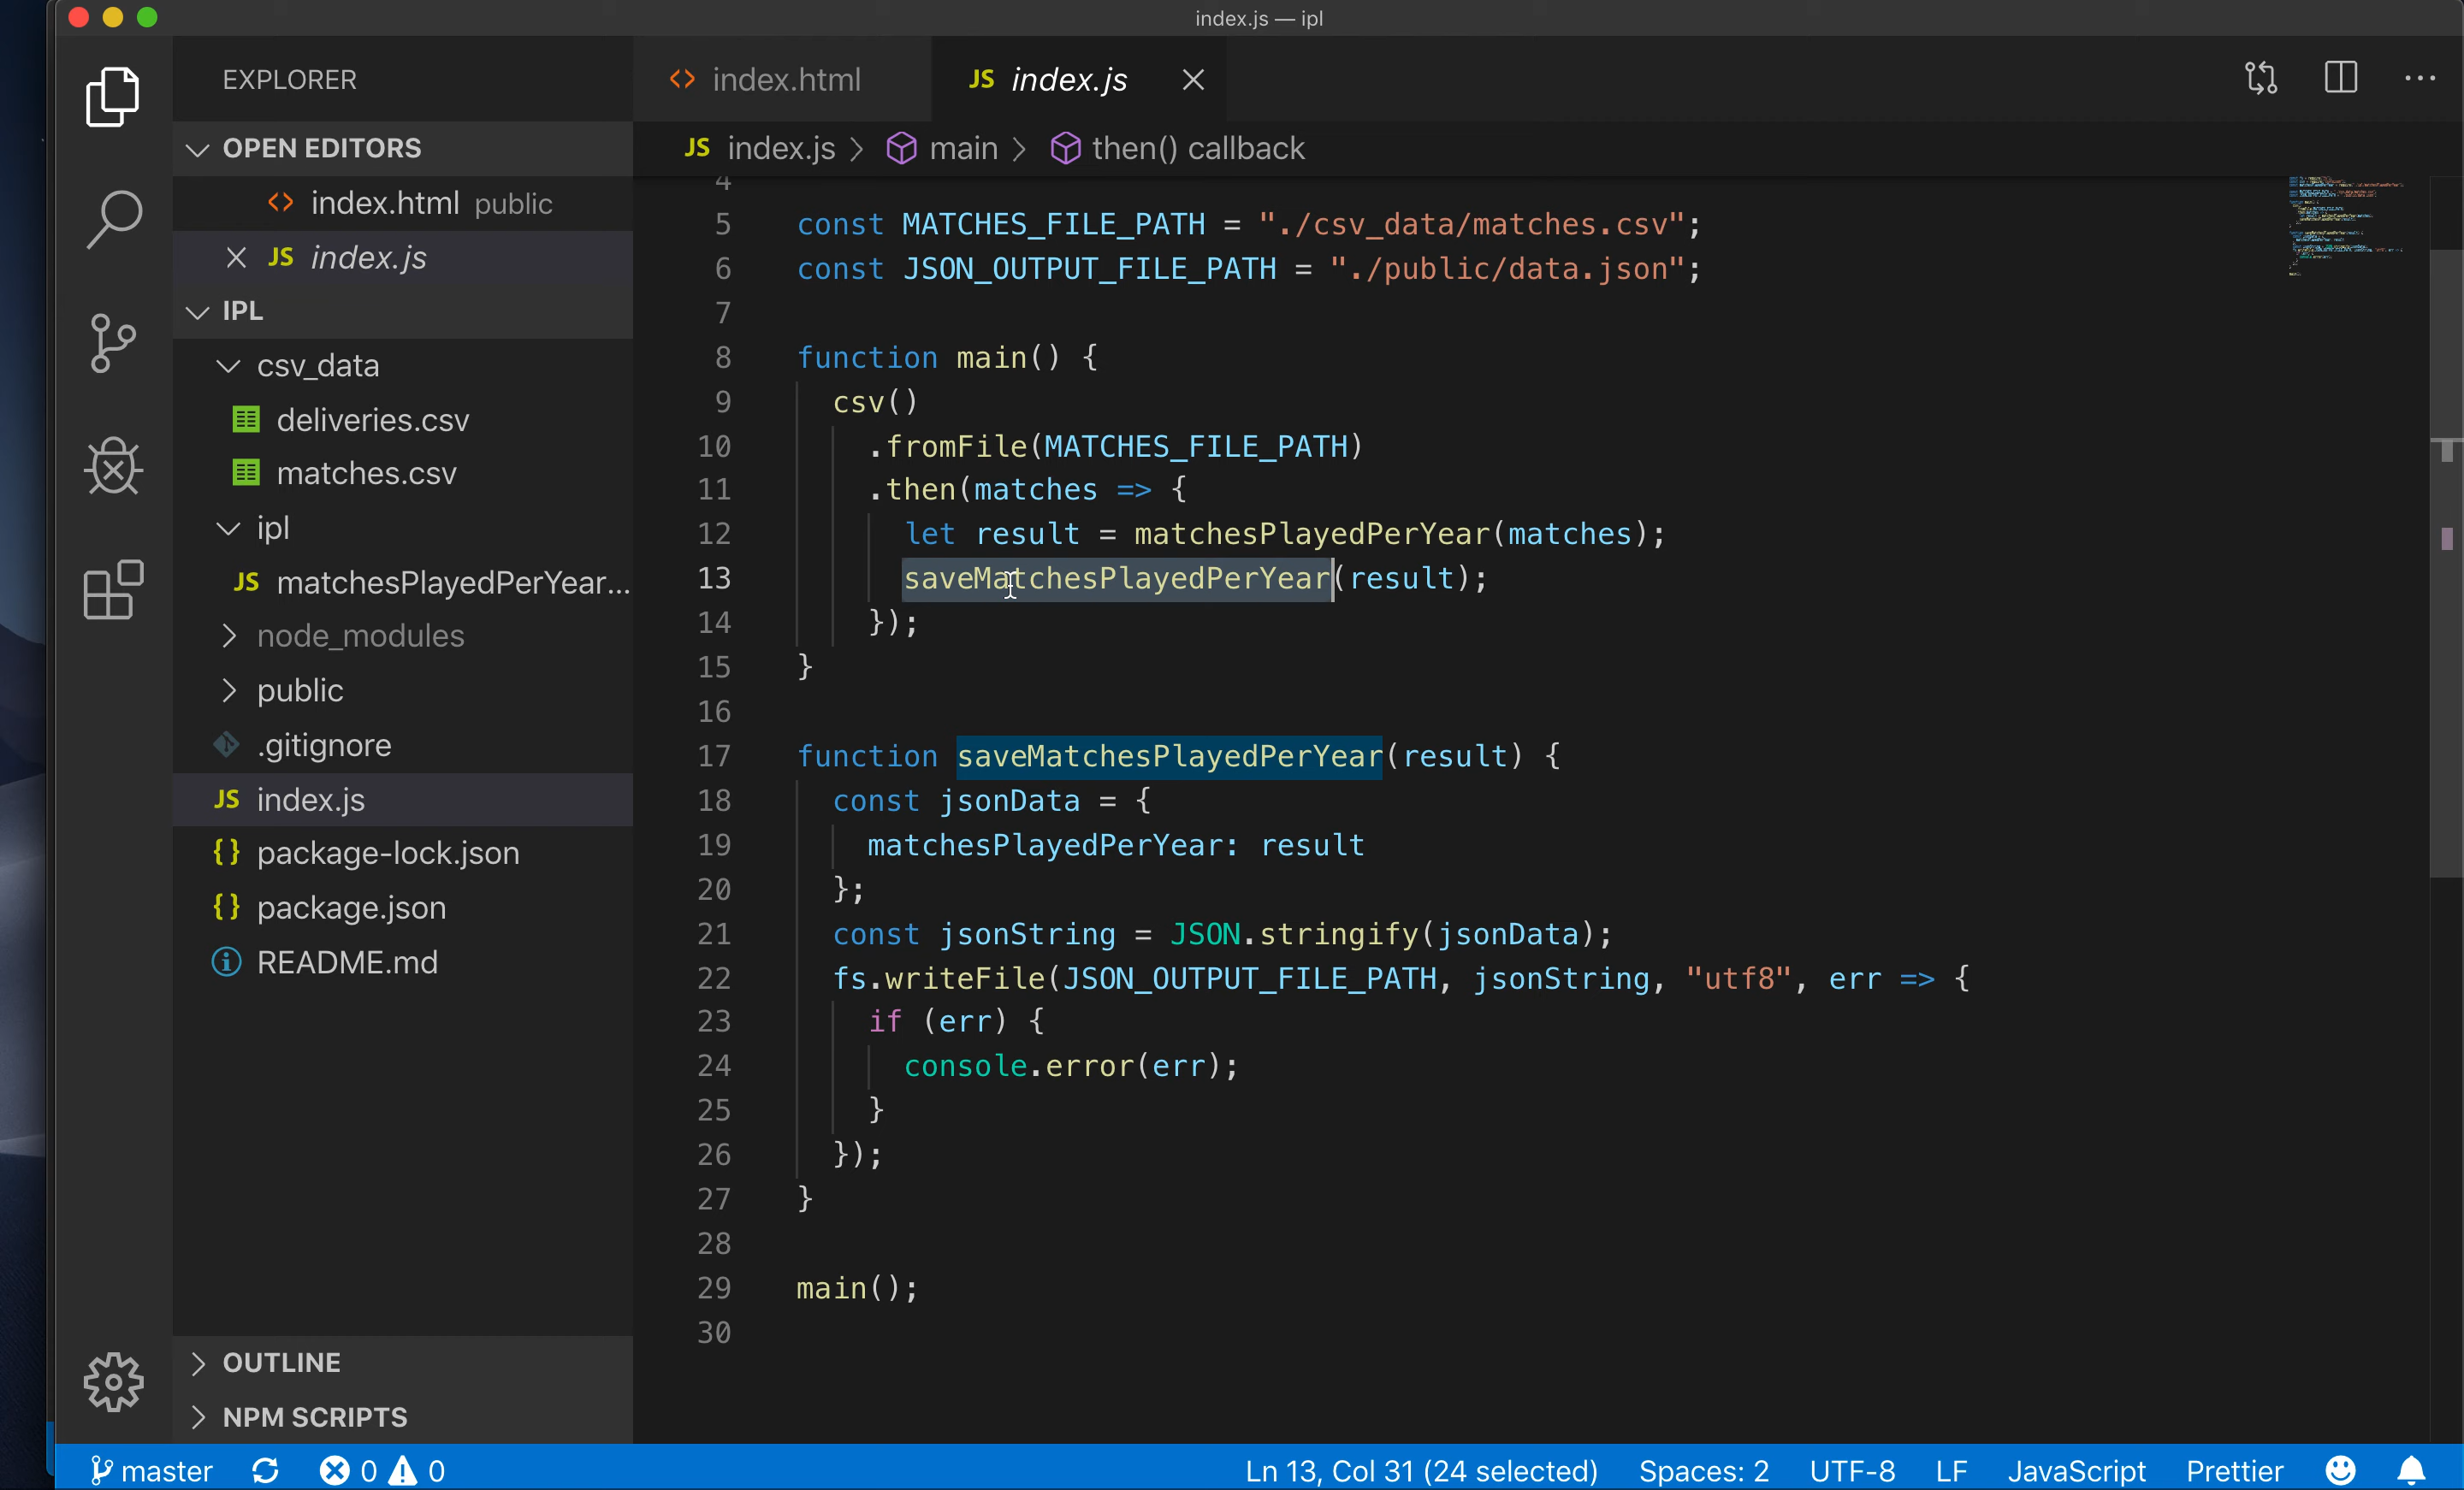 index.js — ipl
EXPLORER
OPEN EDITORS
index.html public
JS index.js
IPL
csv_data
deliveries.csv
matches.csv
ipl
JS matchesPlayedPerYear...
node_modules
public
.gitignore
JS index.js
{} package-lock.json
{} package.json
README.md
OUTLINE
NPM SCRIPTS
<> index.html
JS index.js
JS index.js > main > then() callback
4
5 const MATCHES_FILE_PATH = "./csv_data/matches.csv";
6 const JSON_OUTPUT_FILE_PATH = "./public/data.json";
7
8 function main() {
9 csv()
10 .fromFile(MATCHES_FILE_PATH)
11 .then(matches => {
12 let result = matchesPlayedPerYear(matches);
13 saveMatchesPlayedPerYear(result);
14 });
15 }
16
17 function saveMatchesPlayedPerYear(result) {
18 const jsonData = {
19 matchesPlayedPerYear: result
20 };
21 const jsonString = JSON.stringify(jsonData);
22 fs.writeFile(JSON_OUTPUT_FILE_PATH, jsonString, "utf8", err => {
23 if (err) {
24 console.error(err);
25 }
26 });
27 }
28
29 main();
30
master 0 0 Ln 13, Col 31 (24 selected) Spaces: 2 UTF-8 LF JavaScript Prettier